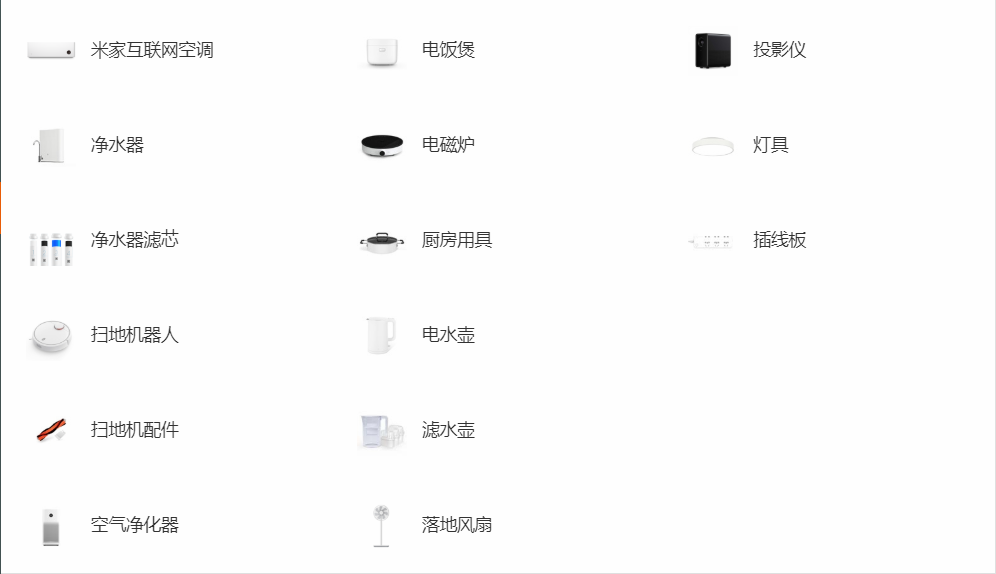 米家互联网空调
净水器
净水器滤芯
扫地机器人
扫地机配件
空气净化器
电饭煲
电磁炉
厨房用具
电水壶
滤水壶
落地风扇
投影仪
灯具
插线板